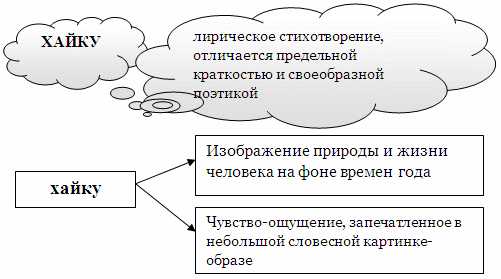 ХАЙКУ
лирическое стихотворение,
отличается предельной
краткостью и своеобразной
поэтикой
хайку
Изображение природы и жизни
человека на фоне времен года
Чувство-ощущение, запечатленное в
небольшой словесной картинке-
образе